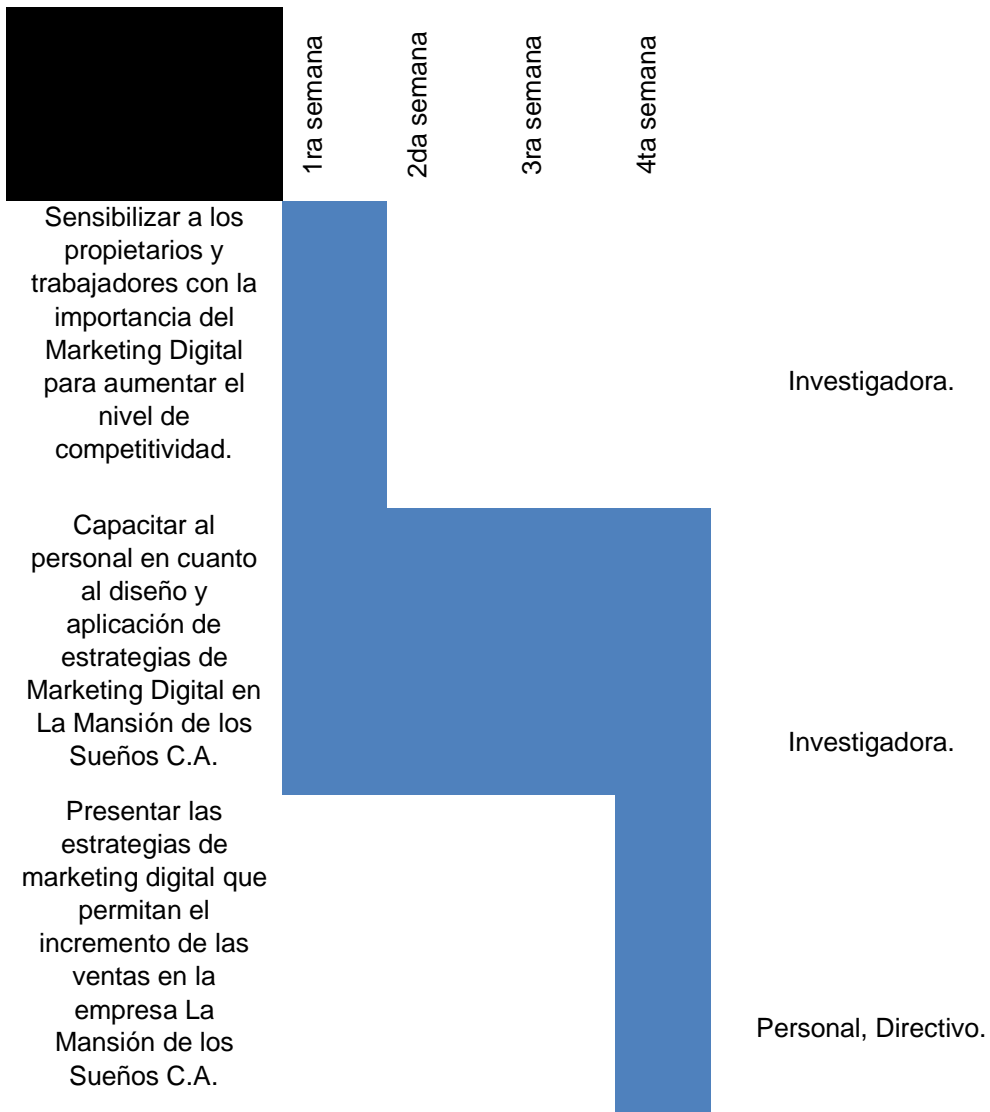 1ra semana
2da semana
3ra semana
4ta semana
Sensibilizar a los
propietarios y
trabajadores con la
importancia del
Marketing Digital
para aumentar el
nivel de
competitividad.
Investigadora.
Capacitar al
personal en cuanto
al diseño y
aplicación de
estrategias de
Marketing Digital en
La Mansión de los
Sueños C.A.
Investigadora.
Presentar las
estrategias de
marketing digital que
permitan el
incremento de las
ventas en la
empresa La
Mansión de los
Sueños C.A.
Personal, Directivo.